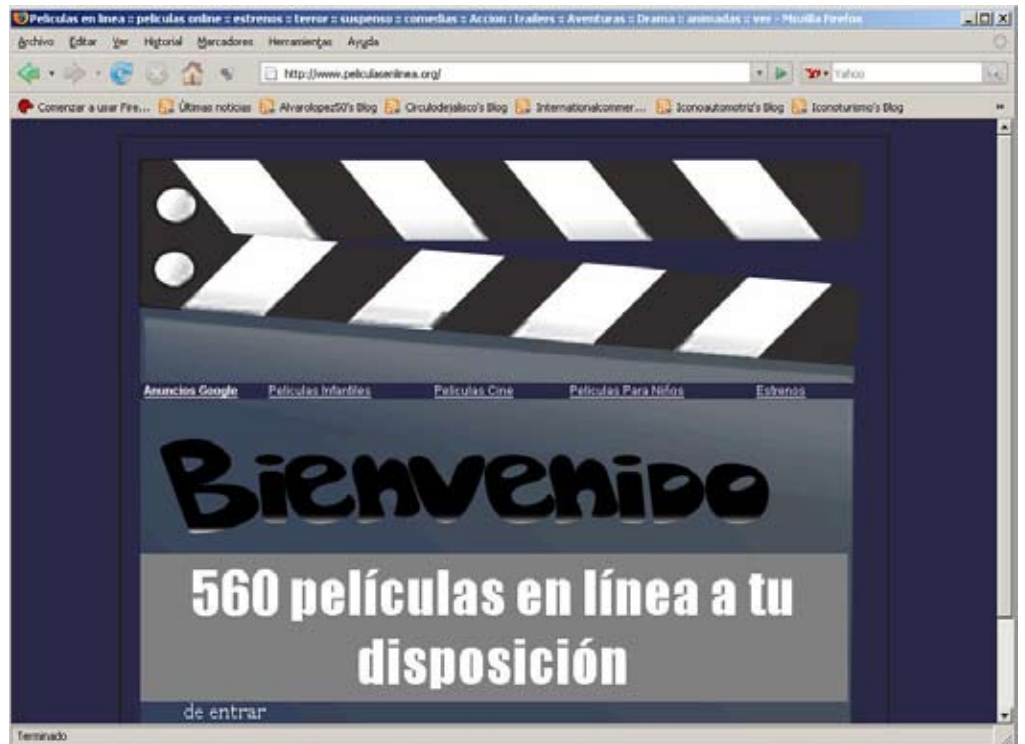 Peliculas en linea :: peliculas online :: estrenos :: terror :: suspenso :: comedias :: Accion : trailers :: Aventuras :: Drama :: animadas :: ver - Mozilla Firefox
Archivo Editar Ver Historial Marcadores Herramientas Ayuda
http://www.peliculasenlinea.org/
Yahoo
Comenzar a usar Fire... Últimas noticias Alvarolopez50's Blog Circulodejalisco's Blog Internationalcommer... Iconoautomotriz's Blog Iconoturismo's Blog
Anuncios Google Peliculas Infantiles Peliculas Cine Peliculas Para Niños Estrenos
Bienvenido
560 películas en línea a tu
disposición
de entrar
Terminado